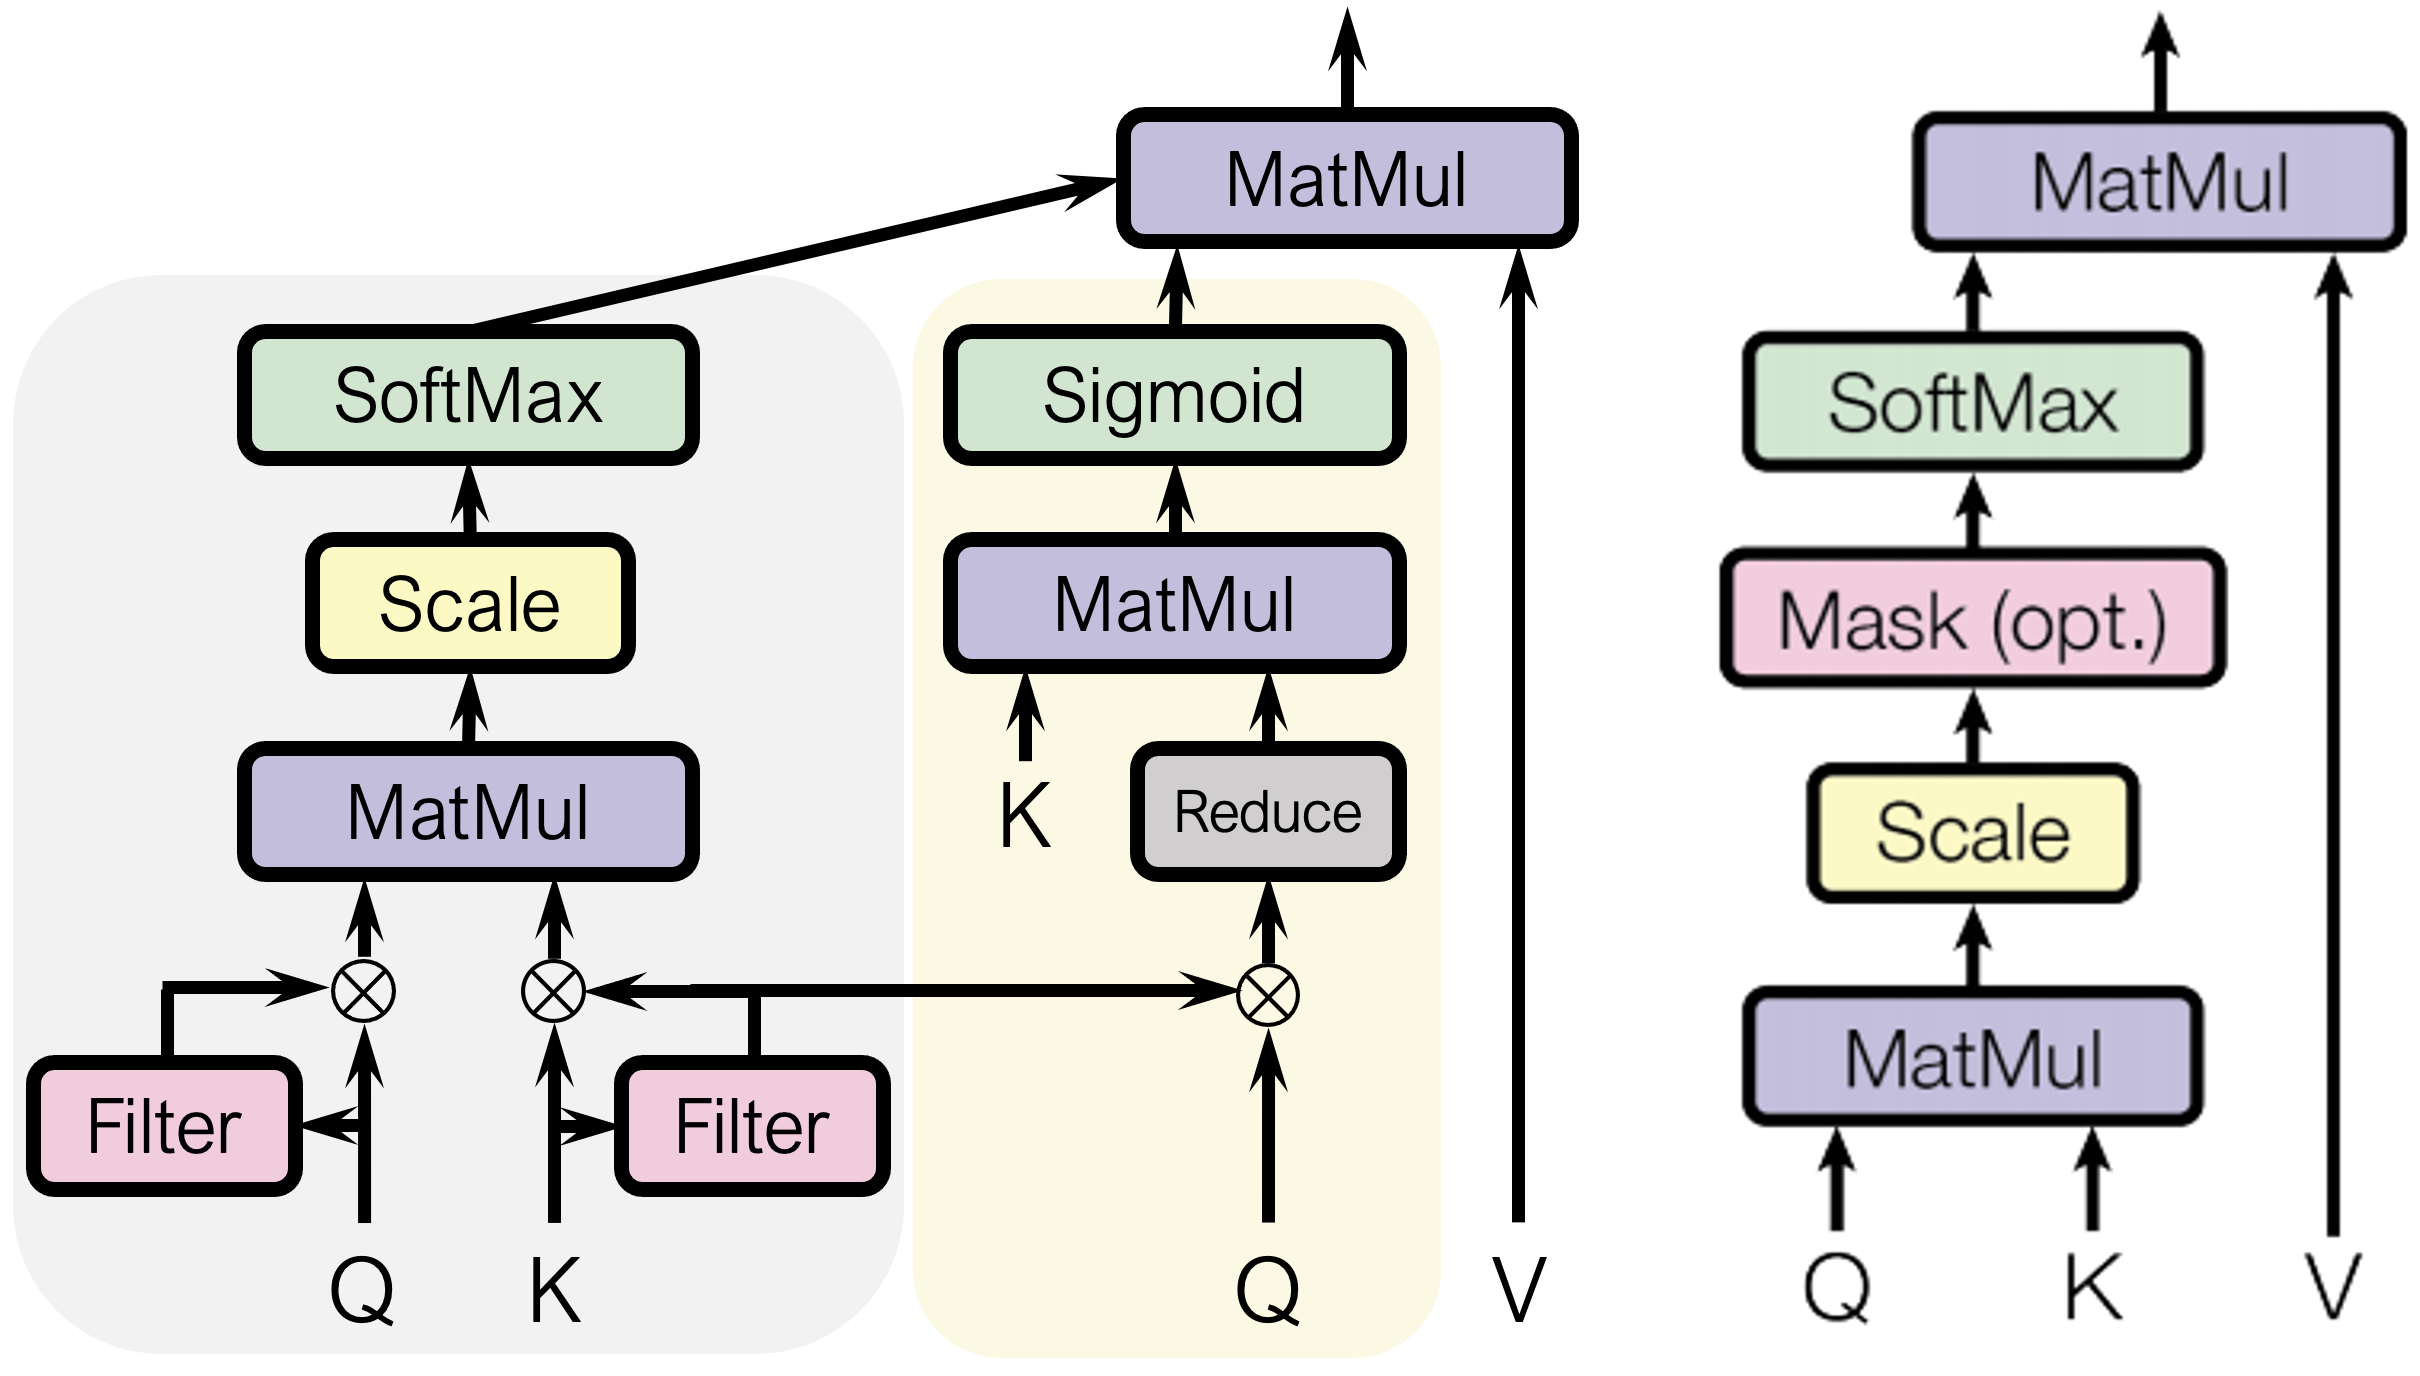 MatMul
SoftMax
Scale
MatMul
Filter
Filter
Q
K
Sigmoid
MatMul
K
Reduce
Q
V
MatMul
SoftMax
Mask (opt.)
Scale
MatMul
Q
K
V